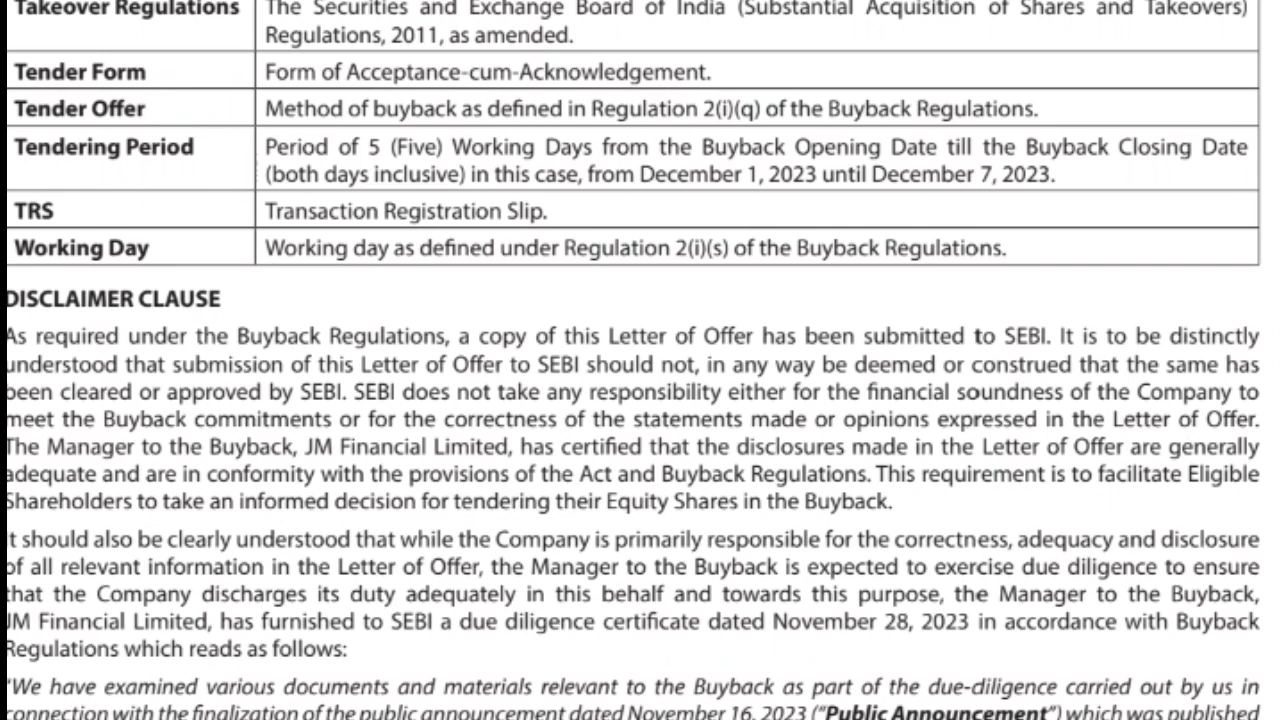 Takeover Regulations The Securities and Exchange Board of India (Substantial Acquisition of Shares and Takeovers)
Regulations, 2011, as amended.
Tender Form Form of Acceptance-cum-Acknowledgement.
Tender Offer Method of buyback as defined in Regulation 2(i)(q) of the Buyback Regulations.
Tendering Period Period of 5 (Five) Working Days from the Buyback Opening Date till the Buyback Closing Date
(both days inclusive) in this case, from December 1, 2023 until December 7, 2023.
TRS Transaction Registration Slip.
Working Day Working day as defined under Regulation 2(i)(s) of the Buyback Regulations.
DISCLAIMER CLAUSE
As required under the Buyback Regulations, a copy of this Letter of Offer has been submitted to SEBI. It is to be distinctly
understood that submission of this Letter of Offer to SEBI should not, in any way be deemed or construed that the same has
been cleared or approved by SEBI. SEBI does not take any responsibility either for the financial soundness of the Company to
meet the Buyback commitments or for the correctness of the statements made or opinions expressed in the Letter of Offer.
The Manager to the Buyback, JM Financial Limited, has certified that the disclosures made in the Letter of Offer are generally
adequate and are in conformity with the provisions of the Act and Buyback Regulations. This requirement is to facilitate Eligible
Shareholders to take an informed decision for tendering their Equity Shares in the Buyback.
It should also be clearly understood that while the Company is primarily responsible for the correctness, adequacy and disclosure
of all relevant information in the Letter of Offer, the Manager to the Buyback is expected to exercise due diligence to ensure
that the Company discharges its duty adequately in this behalf and towards this purpose, the Manager to the Buyback,
JM Financial Limited, has furnished to SEBI a due diligence certificate dated November 28, 2023 in accordance with Buyback
Regulations which reads as follows:
"We have examined various documents and materials relevant to the Buyback as part of the due-diligence carried out by us in
connection with the finalization of the public announcement dated November 16, 2023 ("Public Announcement") which was published